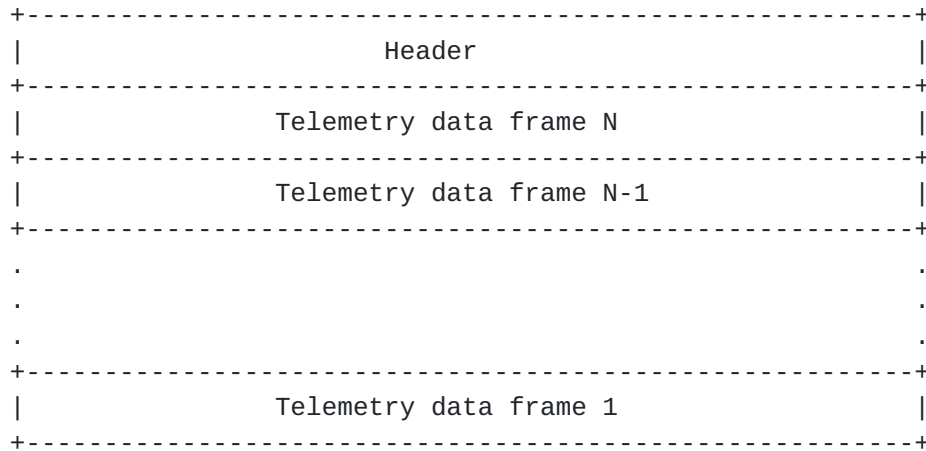 Header
Telemetry data frame N
Telemetry data frame N-1
Telemetry data frame 1